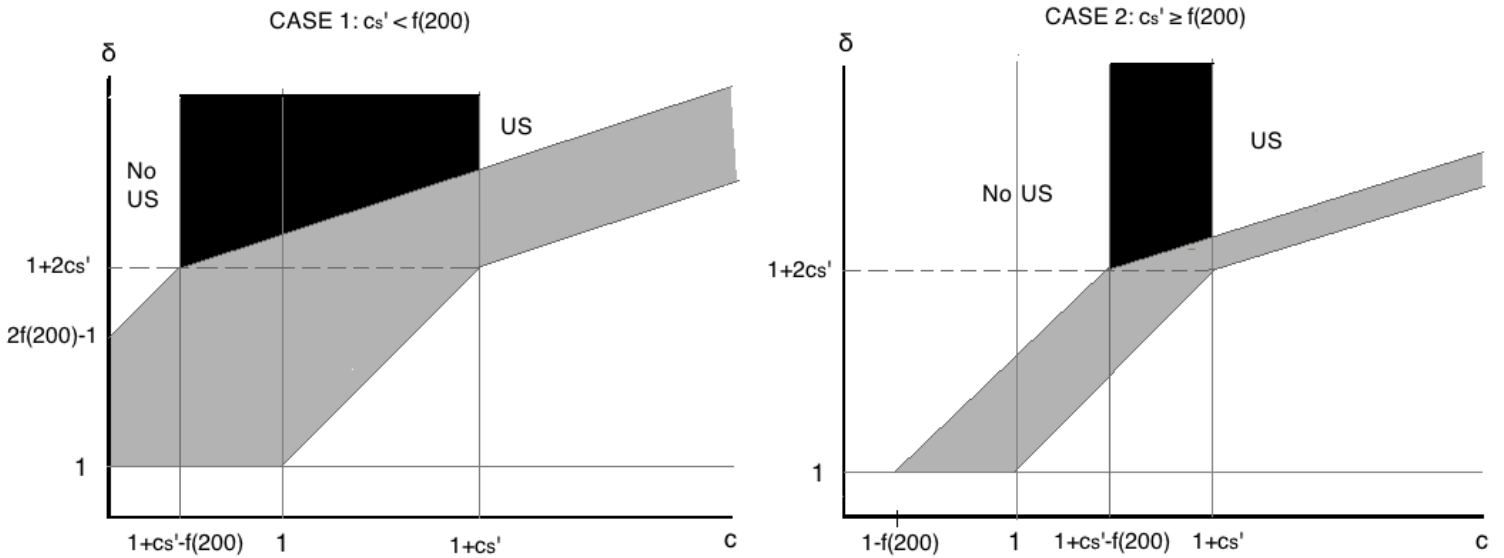 CASE 1: cs' < f(200)
δ
US
No
US
1+2cs'
2f(200)-1
1
1+cs'-f(200)
1
1+cs'
c
CASE 2: cs' ≥ f(200)
δ
US
No US
1+2cs'
1
1-f(200)
1
1+cs'-f(200)
1+cs'
c